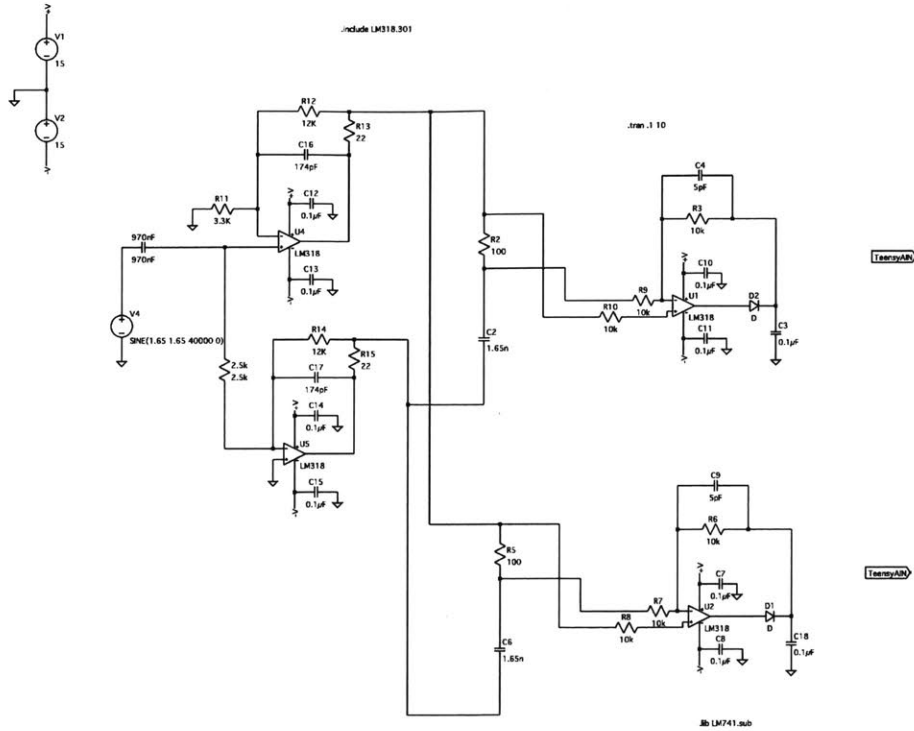 +V
V1
15
V2
15
-V
.include LM318.301
R12
12K
R13
22
C16
174pF
R11
3.3K
+V
C12
0.1µF
U4
LM318
C13
0.1µF
-V
970nF
970nF
V4
SINE(1.65 1.65 40000 0)
2.5k
2.5k
R14
12K
R15
22
C17
174pF
+V
C14
0.1µF
U5
LM318
C15
0.1µF
-V
R2
100
C2
1.65n
.tran .1 10
C4
5pF
R3
10k
+V
C10
0.1µF
R9
10k
R10
10k
U1
LM318
C11
0.1µF
-V
D2
D
C3
0.1µF
TeensyAIN
R5
100
C6
1.65n
C9
5pF
R6
10k
+V
C7
0.1µF
R7
10k
R8
10k
U2
LM318
C8
0.1µF
-V
D1
D
C18
0.1µF
TeensyAIN
.lib LM741.sub